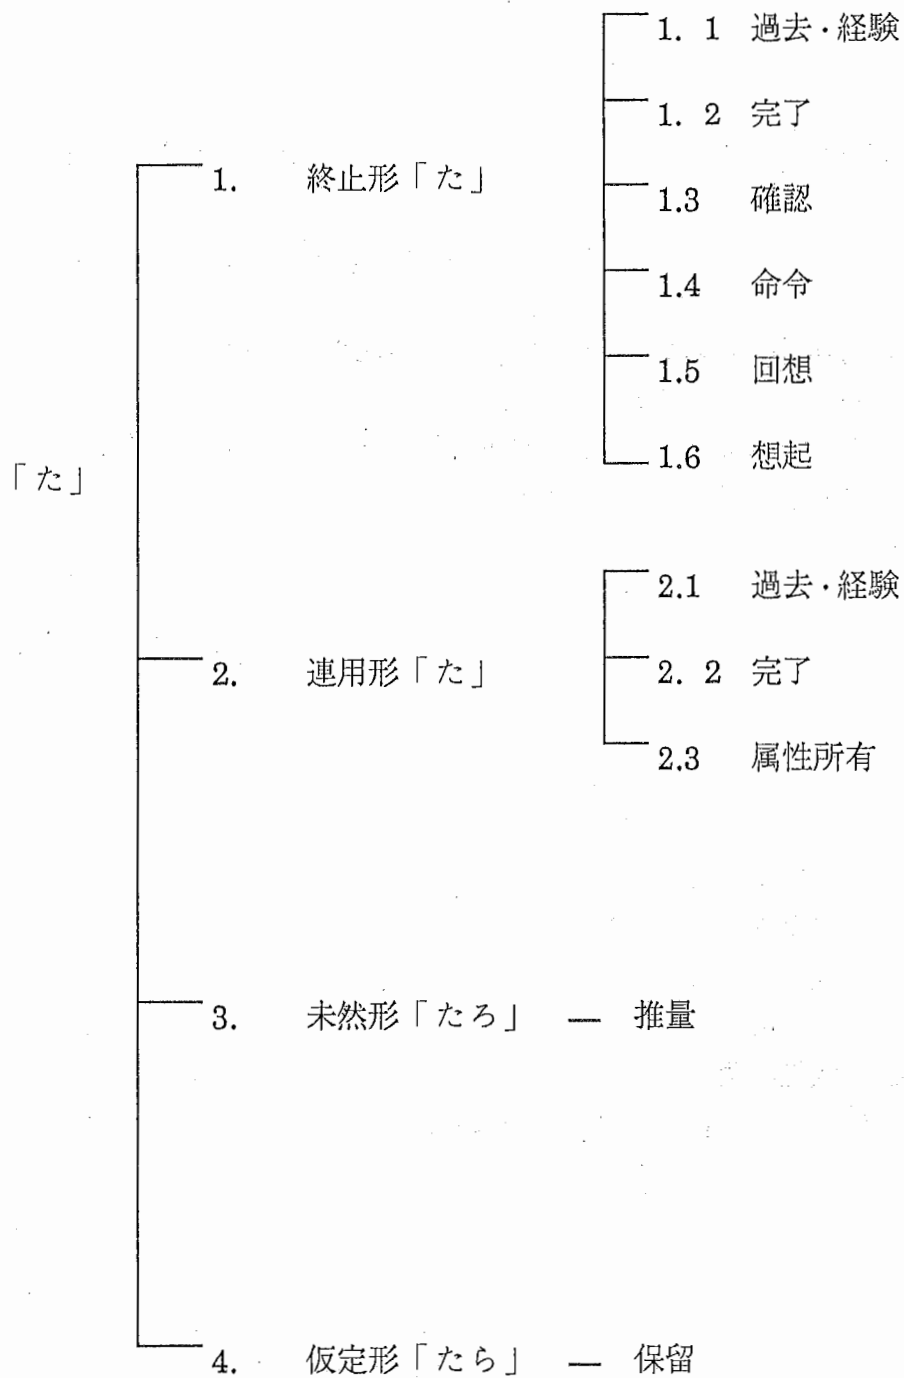 「た」
1. 終止形「た」
1. 1 過去・経験
1. 2 完了
1.3 確認
1.4 命令
1.5 回想
1.6 想起
2. 連用形「た」
2.1 過去・経験
2. 2 完了
2.3 属性所有
3. 未然形「たろ」 — 推量
4. 仮定形「たら」 — 保留